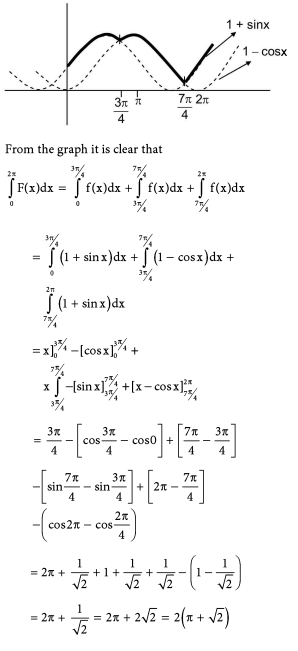 1 + sinx
1 − cosx
3π/4 π 7π/4 2π
From the graph it is clear that
∫₀^{2π} F(x)dx = ∫₀^{3π/4} f(x)dx + ∫_{3π/4}^{7π/4} f(x)dx + ∫_{7π/4}^{2π} f(x)dx
= ∫₀^{3π/4} (1 + sin x)dx + ∫_{3π/4}^{7π/4} (1 − cos x)dx +
∫_{7π/4}^{2π} (1 + sin x)dx
= x]₀^{3π/4} −[cos x]₀^{3π/4} +
x ∫_{3π/4}^{7π/4} −[sin x]_{3π/4}^{7π/4} +[x − cos x]_{7π/4}^{2π}
= 3π/4 − [cos 3π/4 − cos0] + [7π/4 − 3π/4]
−[sin 7π/4 − sin 3π/4] + [2π − 7π/4]
−(cos 2π − cos 2π/4)
= 2π + 1/√2 + 1 + 1/√2 + 1/√2 − (1 − 1/√2)
= 2π + 1/√2 = 2π + 2√2 = 2(π + √2)